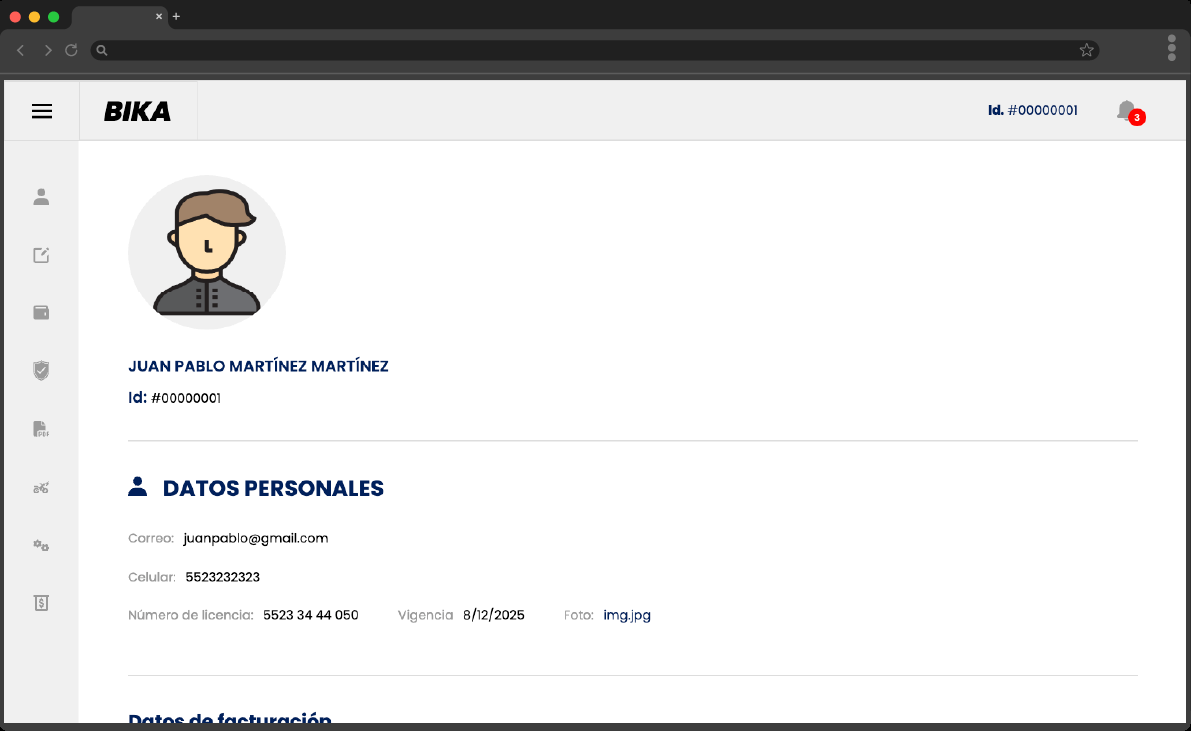 BIKA
Id. #00000001
3
JUAN PABLO MARTÍNEZ MARTÍNEZ
Id: #00000001
DATOS PERSONALES
Correo: juanpablo@gmail.com
Celular: 5523232323
Número de licencia: 5523 34 44 050 Vigencia 8/12/2025 Foto: img.jpg
PDF
$
Datos de facturación